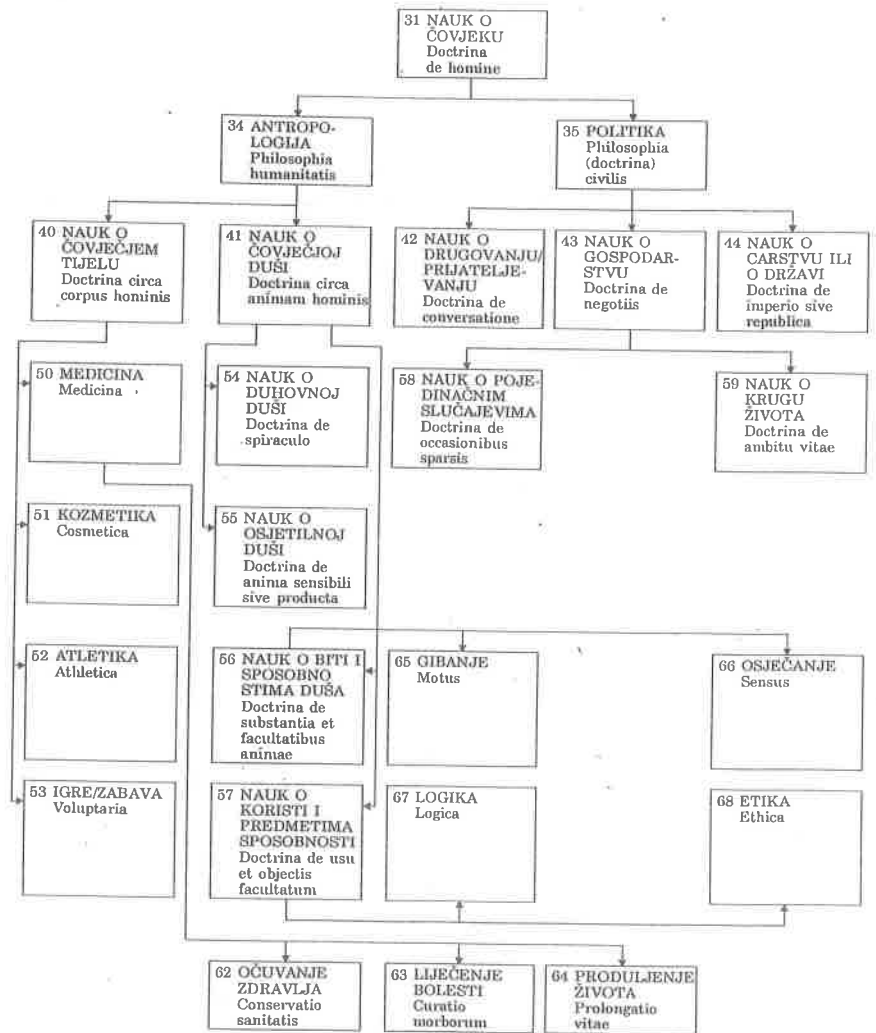 31 NAUK O
ČOVJEKU
Doctrina
de homine
34 ANTROPO-
LOGIJA
Philosophia
humanitatis
35 POLITIKA
Philosophia
(doctrina)
civilis
40 NAUK O
ČOVJEČJEM
TIJELU
Doctrina circa
corpus hominis
41 NAUK O
ČOVJEČJOJ
DUŠI
Doctrina circa
animam hominis
42 NAUK O
DRUGOVANJU/
PRIJATELJE-
VANJU
Doctrina de
conversatione
43 NAUK O
GOSPODAR-
STVU
Doctrina de
negotiis
44 NAUK O
CARSTVU ILI
O DRŽAVI
Doctrina de
imperio sive
republica
50 MEDICINA
Medicina
54 NAUK O
DUHOVNOJ
DUŠI
Doctrina de
spiraculo
58 NAUK O POJE-
DINAČNIM
SLUČAJEVIMA
Doctrina de
occasionibus
sparsis
59 NAUK O
KRUGU
ŽIVOTA
Doctrina de
ambitu vitae
51 KOZMETIKA
Cosmetica
55 NAUK O
OSJETILNOJ
DUŠI
Doctrina de
anima sensibili
sive producta
52 ATLETIKA
Athletica
56 NAUK O BITI I
SPOSOBNO
STIMA DUŠA
Doctrina de
substantia et
facultatibus
animae
65 GIBANJE
Motus
66 OSJEČANJE
Sensus
53 IGRE/ZABAVA
Voluptaria
57 NAUK O
KORISTI I
PREDMETIMA
SPOSOBNOSTI
Doctrina de usu
et objectis
facultatum
67 LOGIKA
Logica
68 ETIKA
Ethica
62 OČUVANJE
ZDRAVLJA
Conservatio
sanitatis
63 LIJEČENJE
BOLESTI
Curatio
morborum
64 PRODULJENJE
ŽIVOTA
Prolongatio
vitae